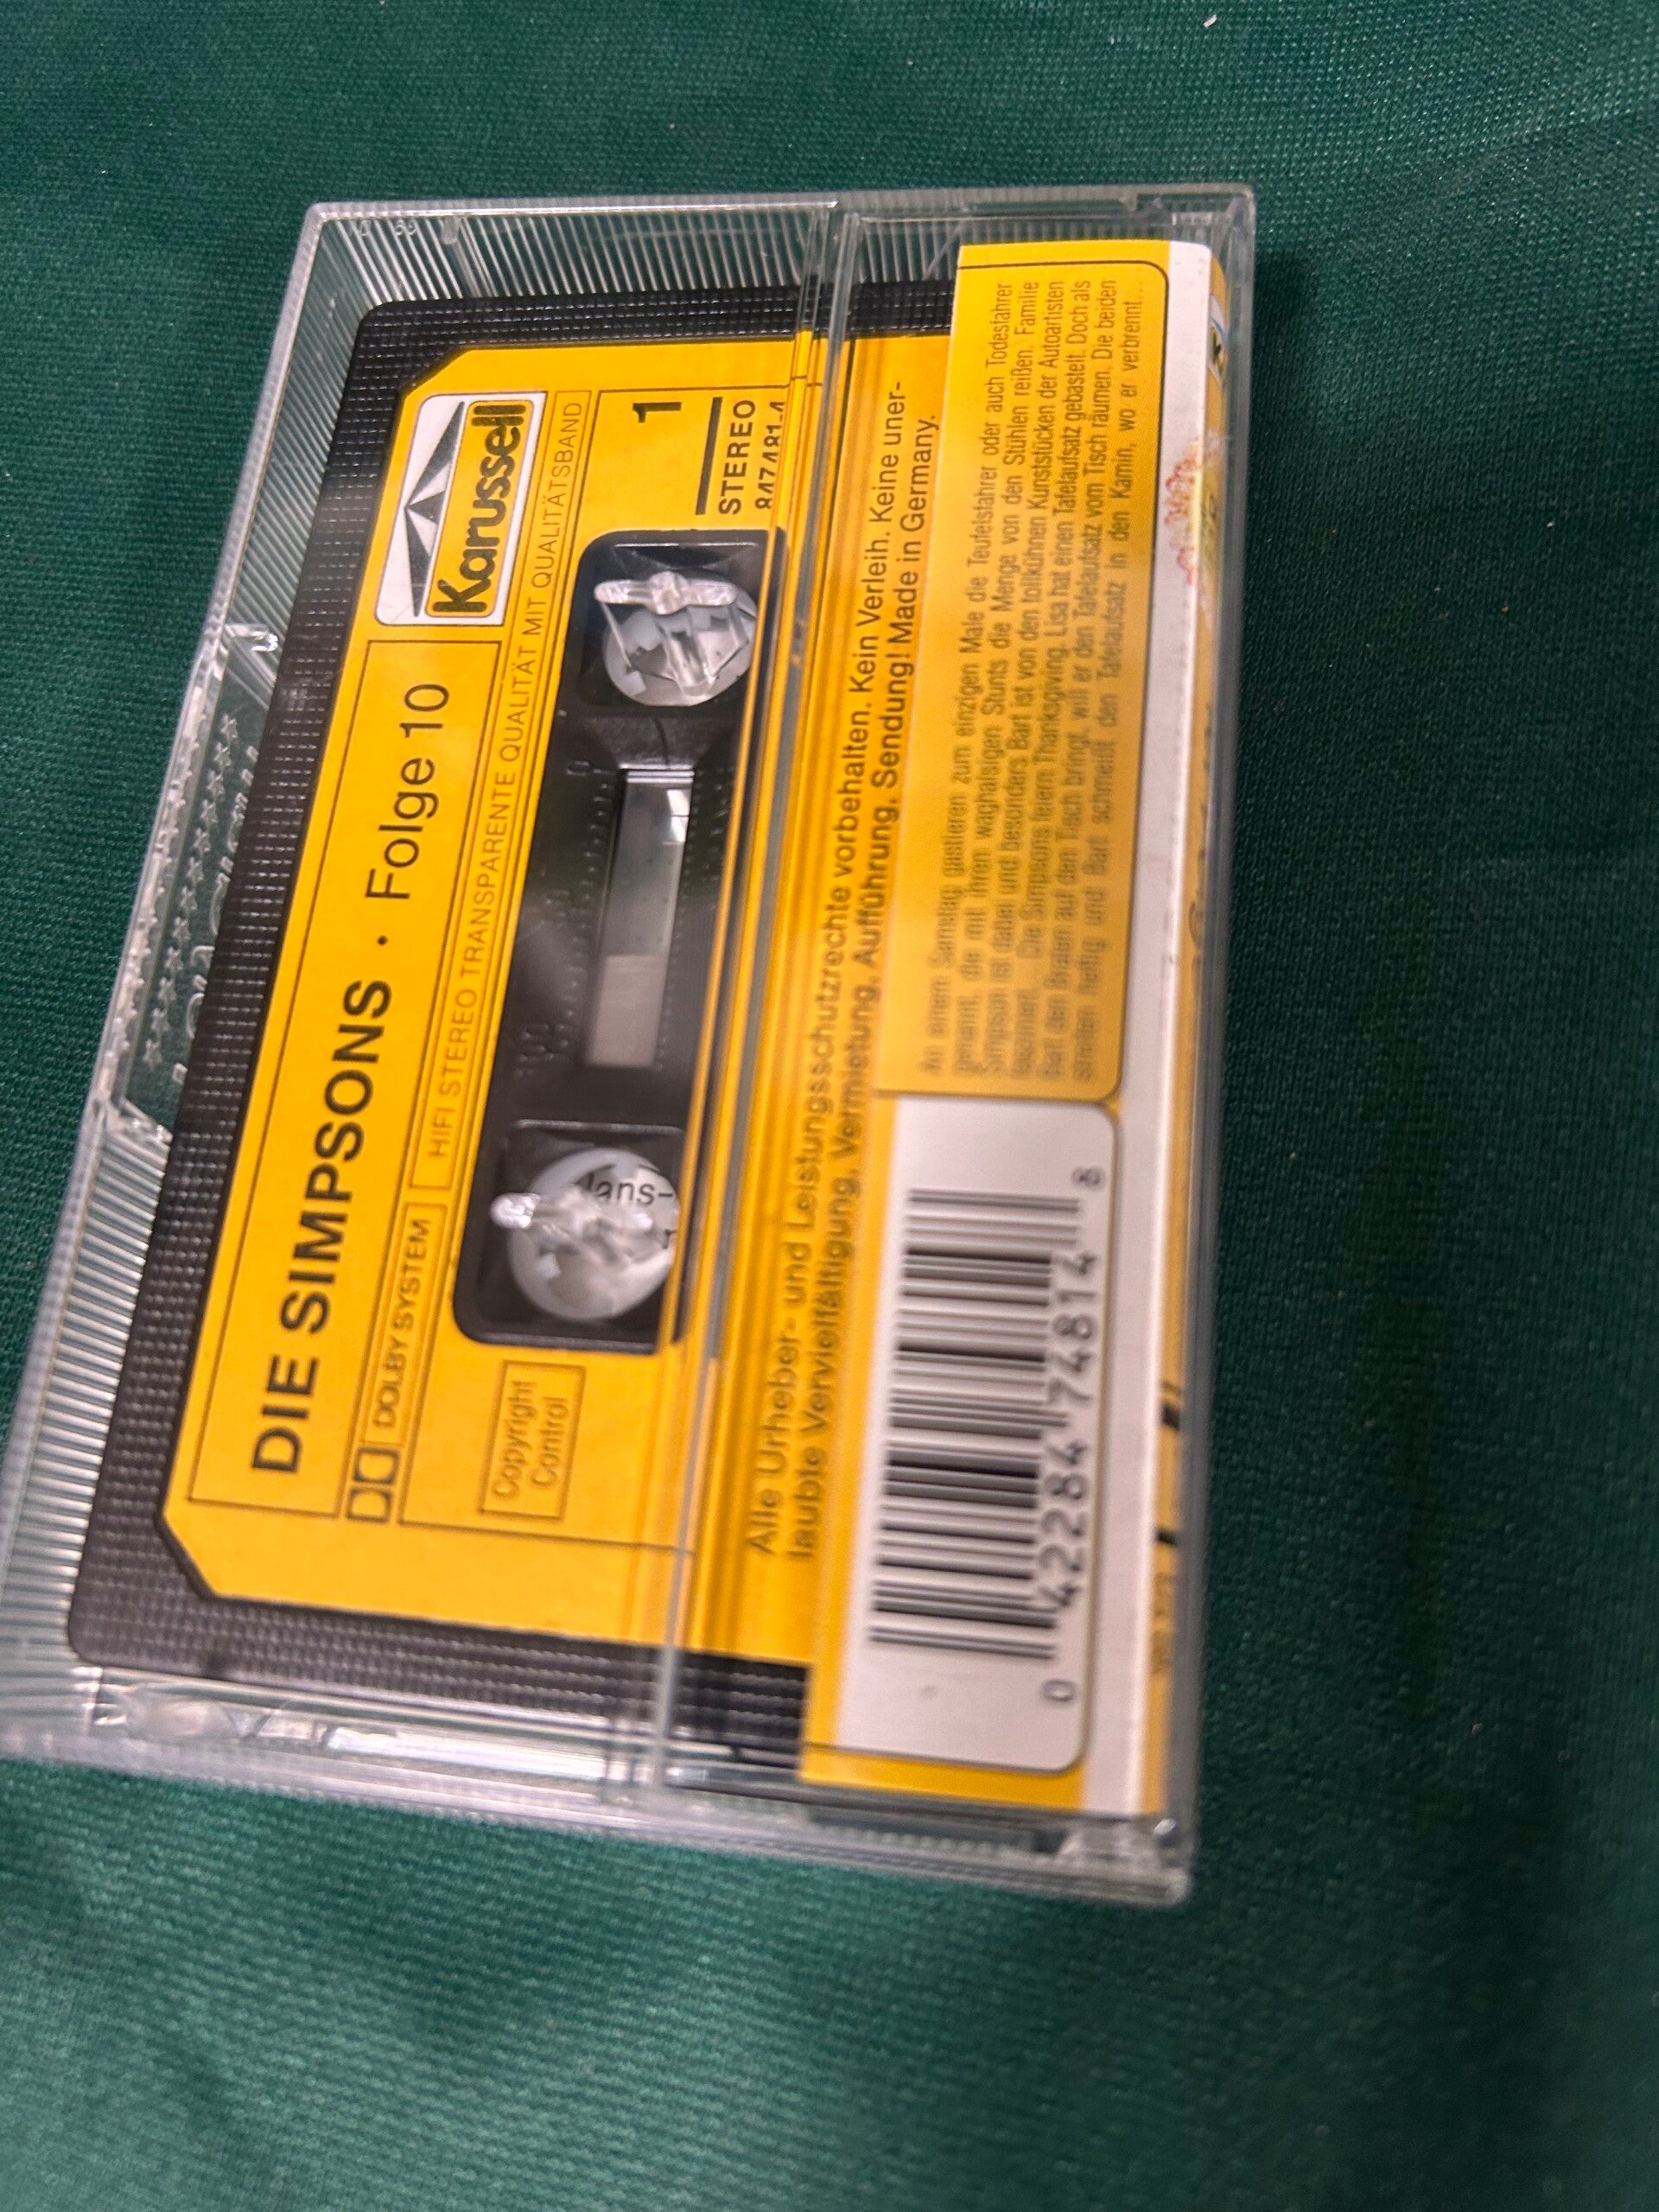 Karussell
DIE SIMPSONS · Folge 10
DOLBY SYSTEM
HIFI STEREO TRANSPARENTE QUALITÄT MIT QUALITÄTSBAND
Copyright
Control
1
STEREO
847481-4
100
0
Hans-
Alle Urheber- und Leistungsschutzrechte vorbehalten. Kein Verleih. Keine uner-
laubte Vervielfältigung, Vermietung, Aufführung, Sendung! Made in Germany.
An einem Samstag gastieren zum einzigen Male die Teufelsfahrer oder auch Todesfahrer
genannt, die mit ihren waghalsigen Stunts die Menge von den Stühlen reißen. Familie
Simpson ist dabei und besonders Bart ist von den tollkühnen Kunststücken der Autoartisten
fasziniert... Die Simpsons feiern Thanksgiving. Lisa hat einen Tafelaufsatz gebastelt. Doch als
Bart den Braten auf den Tisch bringt, will er den Tafelaufsatz vom Tisch räumen. Die beiden
streiten heftig und Bart schmeißt den Tafelaufsatz in den Kamin, wo er verbrennt...
0 42284 74814 8